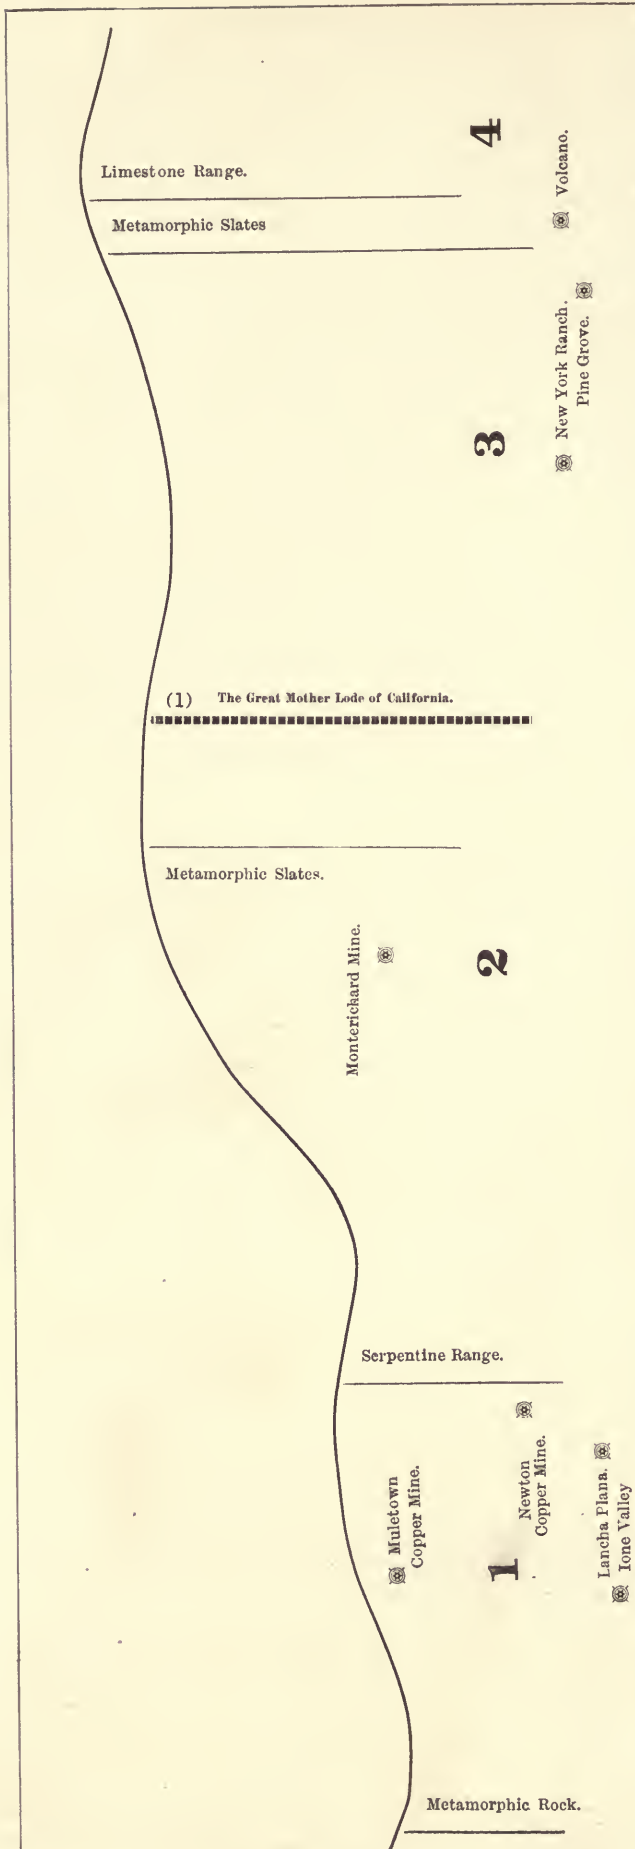 Limestone Range.
Metamorphic Slates
4
Volcano.
New York Ranch.
Pine Grove.
3
(1) The Great Mother Lode of California.
Metamorphic Slates.
Monterichard Mine.
2
Serpentine Range.
Muletown
Copper Mine.
1
Newton
Copper Mine.
Lancha Plana.
Ione Valley
Metamorphic Rock.